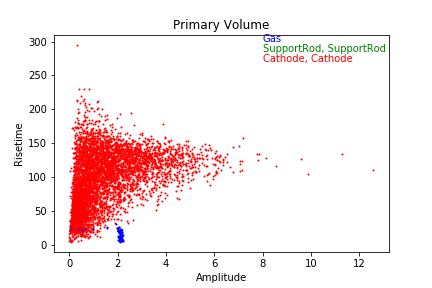 Primary Volume
Gas
SupportRod, SupportRod
Cathode, Cathode
300
250
200
150
100
50
0
Risetime
0 2 4 6 8 10 12
Amplitude